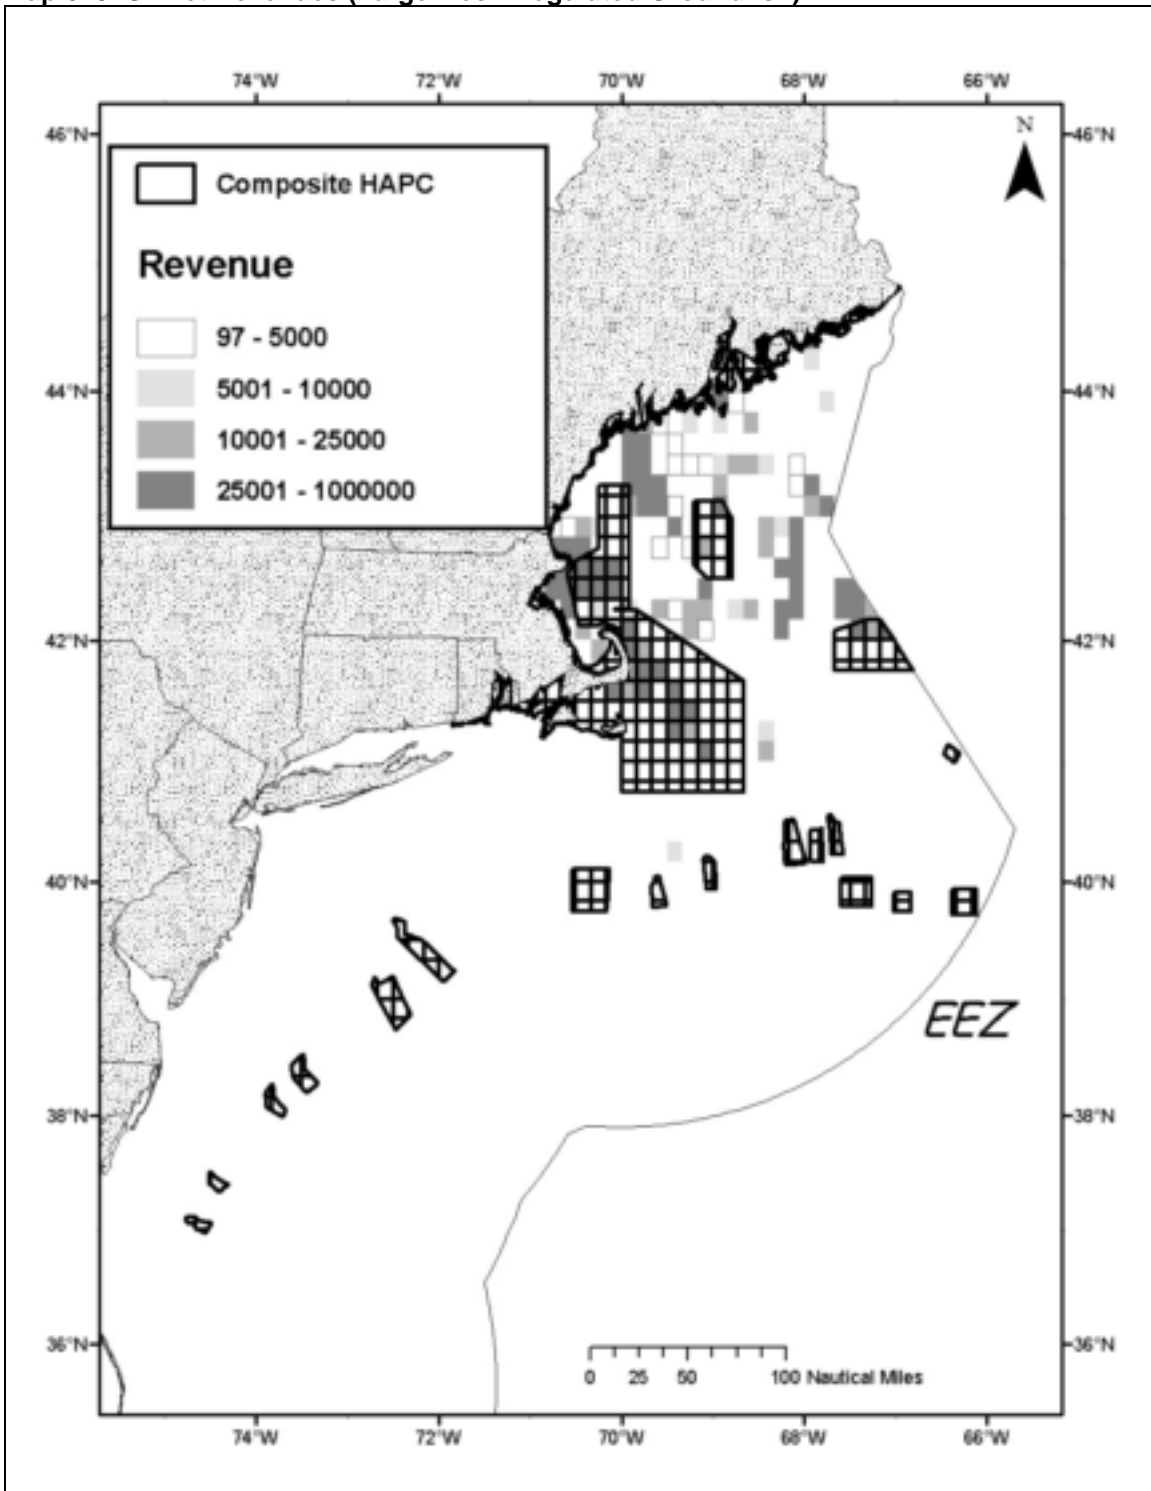 74°W 72°W 70°W 68°W 66°W
46°N 46°N
N
Composite HAPC
Revenue
97 - 5000
5001 - 10000
10001 - 25000
25001 - 1000000
44°N 44°N
42°N 42°N
40°N 40°N
EEZ
38°N 38°N
36°N 36°N
0 25 50 100 Nautical Miles
74°W 72°W 70°W 68°W 66°W